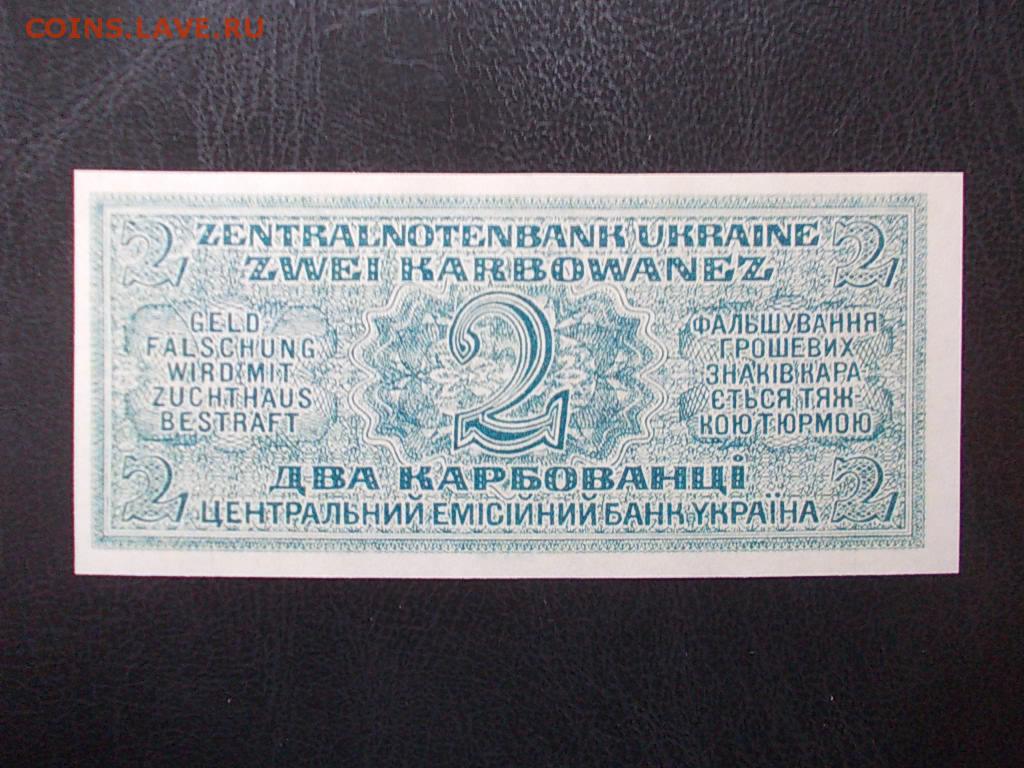 COINS.LAVE.RU
2 ZENTRALNOTENBANK UKRAINE 2
ZWEI KARBOWANEZ
GELD
FÄLSCHUNG
WIRD MIT
ZUCHTHAUS
BESTRAFT
2
ФАЛЬШУВАННЯ
ГРОШЕВИХ
ЗНАКІВ КАРА
ЄТЬСЯ ТЯЖ-
КОЮ ТЮРМОЮ
ДВА КАРБОВАНЦІ
2 ЦЕНТРАЛЬНИЙ ЕМІСІЙНИЙ БАНК УКРАЇНА 2